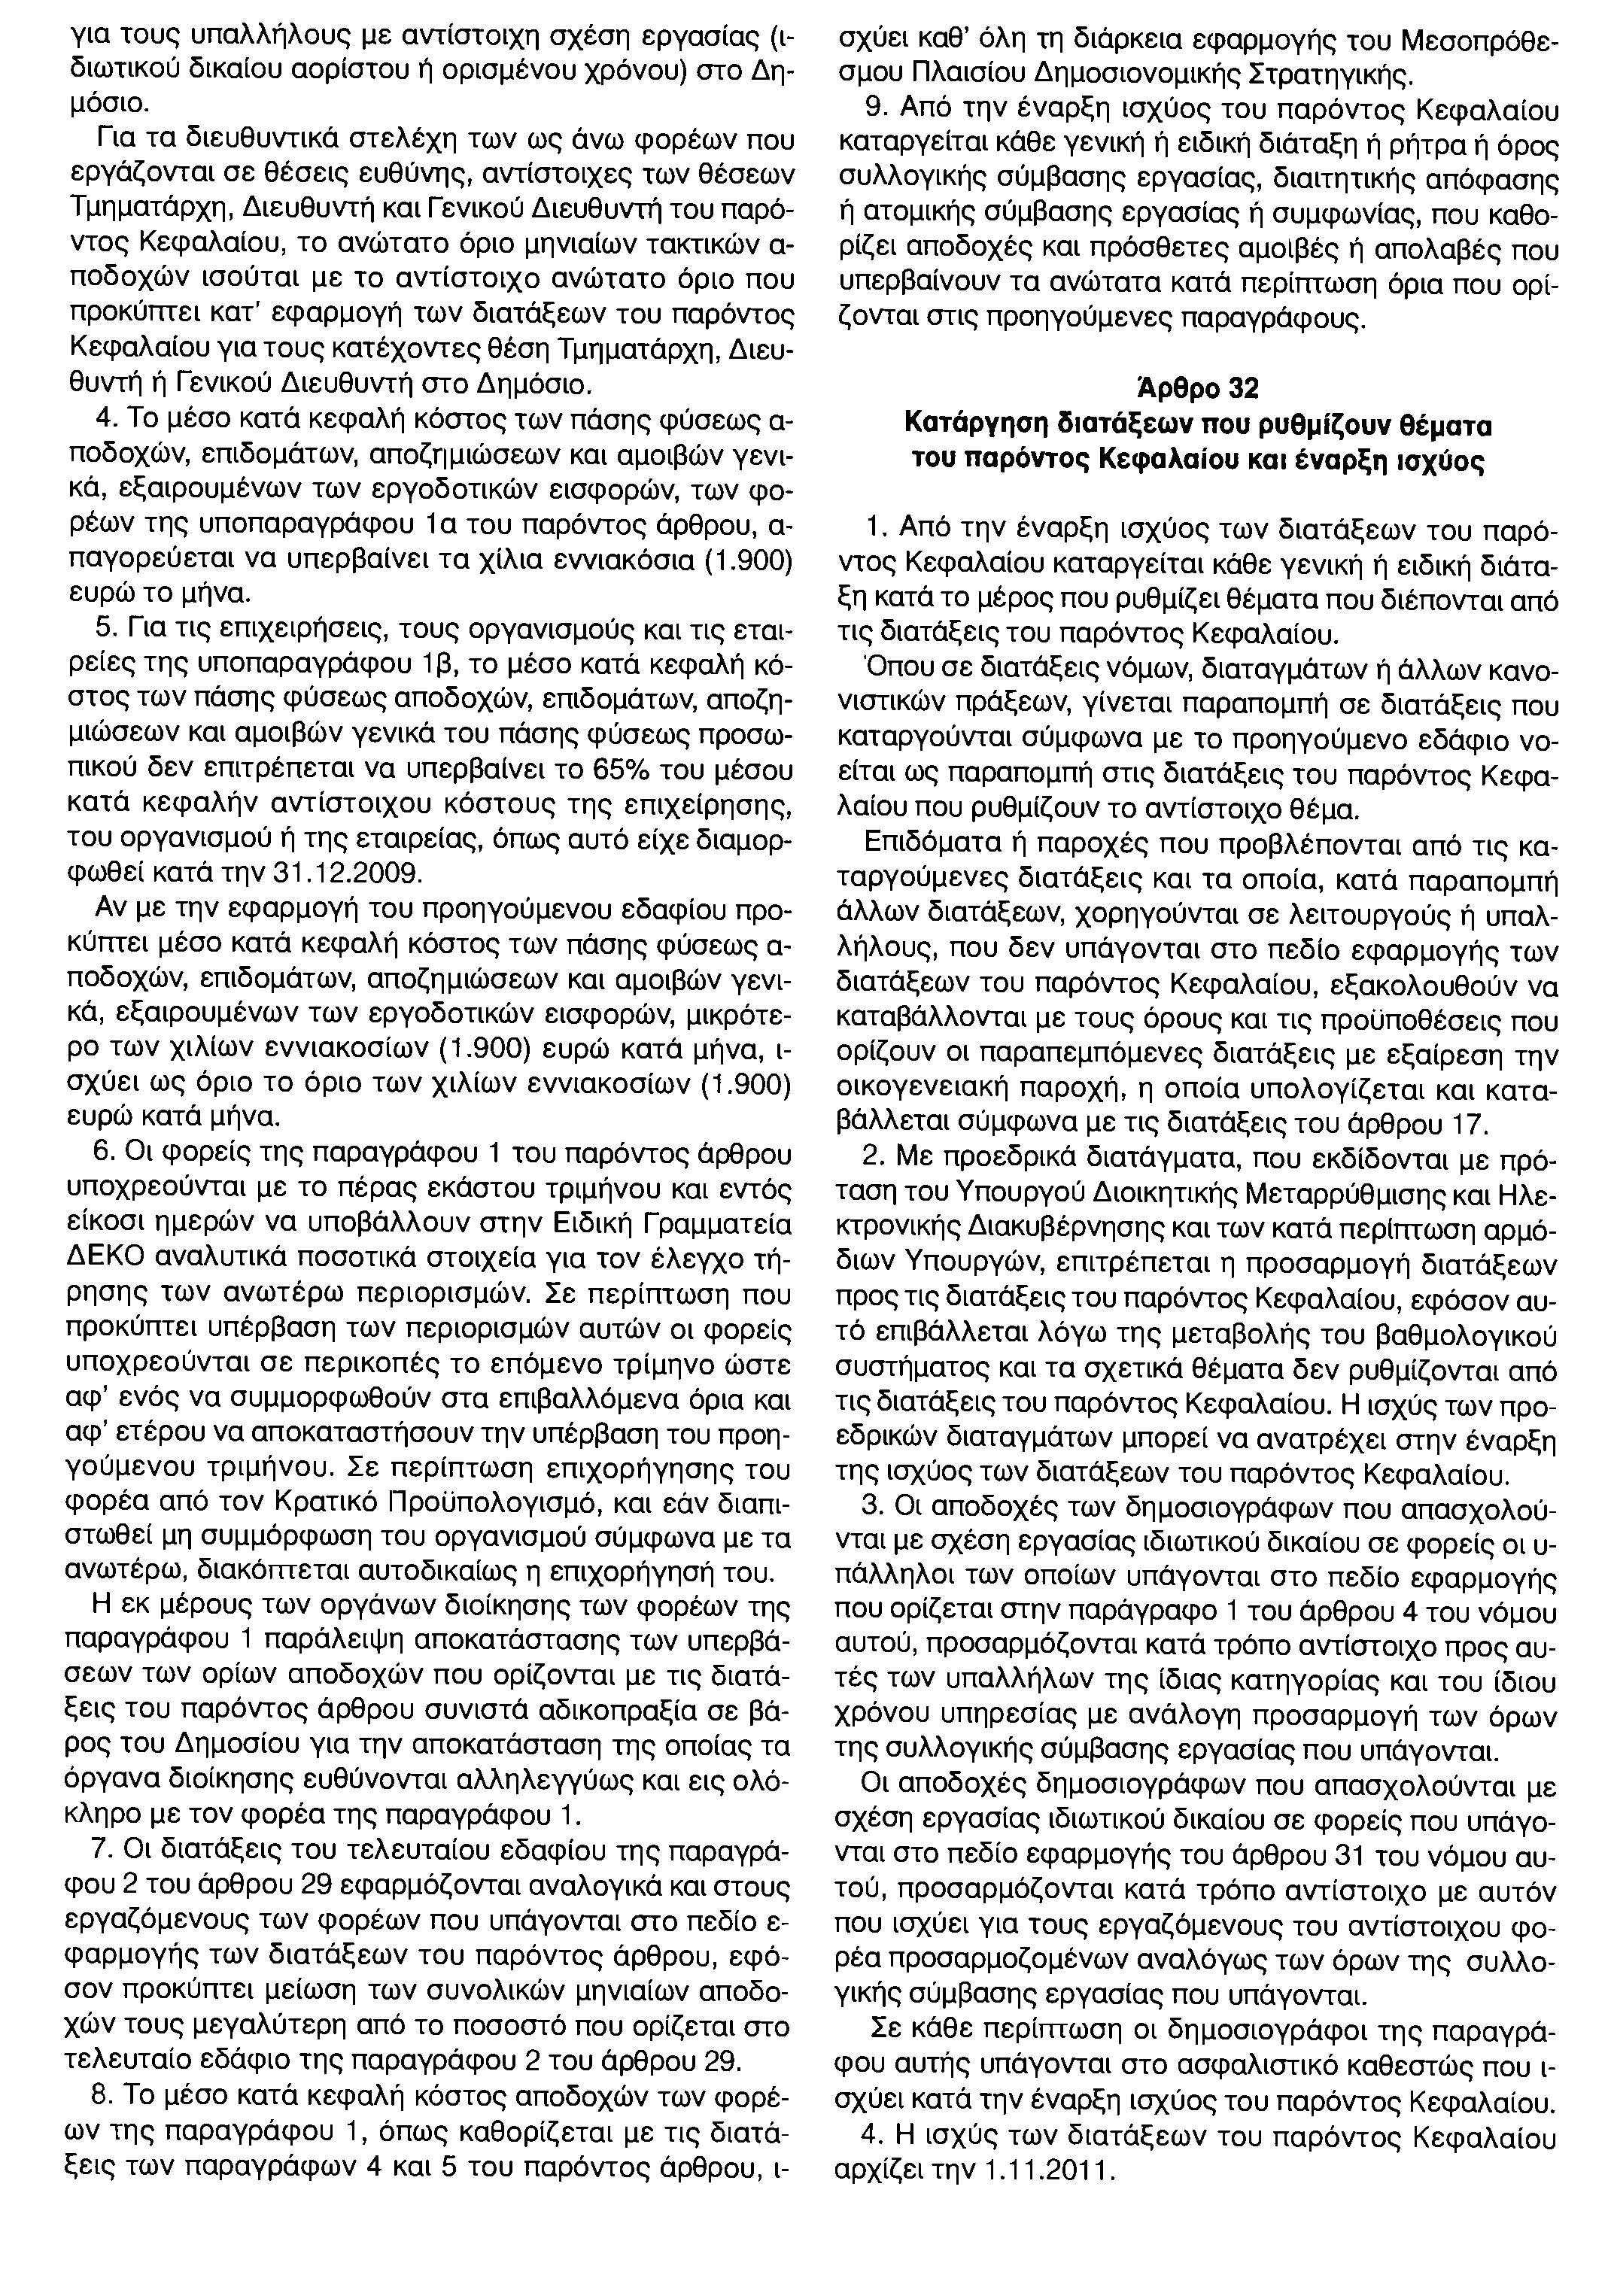 για τους υπαλλήλους με αντίστοιχη σχέση εργασίας (ι-
διωτικού δικαίου αορίστου ή ορισμένου χρόνου) στο Δη-
μόσιο.
Για τα διευθυντικά στελέχη των ως άνω φορέων που
εργάζονται σε θέσεις ευθύνης, αντίστοιχες των θέσεων
Τμηματάρχη, Διευθυντή και Γενικού Διευθυντή του παρό-
ντος Κεφαλαίου, το ανώτατο όριο μηνιαίων τακτικών α-
ποδοχών ισούται με το αντίστοιχο ανώτατο όριο που
προκύπτει κατ' εφαρμογή των διατάξεων του παρόντος
Κεφαλαίου για τους κατέχοντες θέση Τμηματάρχη, Διευ-
θυντή ή Γενικού Διευθυντή στο Δημόσιο.
4. Το μέσο κατά κεφαλή κόστος των πάσης φύσεως α-
ποδοχών, επιδομάτων, αποζημιώσεων και αμοιβών γενι-
κά, εξαιρουμένων των εργοδοτικών εισφορών, των φο-
ρέων της υποπαραγράφου 1α του παρόντος άρθρου, α-
παγορεύεται να υπερβαίνει τα χίλια εννιακόσια (1.900)
ευρώ το μήνα.
5. Για τις επιχειρήσεις, τους οργανισμούς και τις εται-
ρείες της υποπαραγράφου 1β, το μέσο κατά κεφαλή κό-
στος των πάσης φύσεως αποδοχών, επιδομάτων, αποζη-
μιώσεων και αμοιβών γενικά του πάσης φύσεως προσω-
πικού δεν επιτρέπεται να υπερβαίνει το 65% του μέσου
κατά κεφαλήν αντίστοιχου κόστους της επιχείρησης,
του οργανισμού ή της εταιρείας, όπως αυτό είχε διαμορ-
φωθεί κατά την 31.12.2009.
Αν με την εφαρμογή του προηγούμενου εδαφίου προ-
κύπτει μέσο κατά κεφαλή κόστος των πάσης φύσεως α-
ποδοχών, επιδομάτων, αποζημιώσεων και αμοιβών γενι-
κά, εξαιρουμένων των εργοδοτικών εισφορών, μικρότε-
ρο των χιλίων εννιακοσίων (1.900) ευρώ κατά μήνα, ι-
σχύει ως όριο το όριο των χιλίων εννιακοσίων (1.900)
ευρώ κατά μήνα.
6. Οι φορείς της παραγράφου 1 του παρόντος άρθρου
υποχρεούνται με το πέρας εκάστου τριμήνου και εντός
είκοσι ημερών να υποβάλλουν στην Ειδική Γραμματεία
ΔΕΚΟ αναλυτικά ποσοτικά στοιχεία για τον έλεγχο τή-
ρησης των ανωτέρω περιορισμών. Σε περίπτωση που
προκύπτει υπέρβαση των περιορισμών αυτών οι φορείς
υποχρεούνται σε περικοπές το επόμενο τρίμηνο ώστε
αφ' ενός να συμμορφωθούν στα επιβαλλόμενα όρια και
αφ' ετέρου να αποκαταστήσουν την υπέρβαση του προη-
γούμενου τριμήνου. Σε περίπτωση επιχορήγησης του
φορέα από τον Κρατικό Προϋπολογισμό, και εάν διαπι-
στωθεί μη συμμόρφωση του οργανισμού σύμφωνα με τα
ανωτέρω, διακόπτεται αυτοδικαίως η επιχορήγησή του.
Η εκ μέρους των οργάνων διοίκησης των φορέων της
παραγράφου 1 παράλειψη αποκατάστασης των υπερβά-
σεων των ορίων αποδοχών που ορίζονται με τις διατά-
ξεις του παρόντος άρθρου συνιστά αδικοπραξία σε βά-
ρος του Δημοσίου για την αποκατάσταση της οποίας τα
όργανα διοίκησης ευθύνονται αλληλεγγύως και εις ολό-
κληρο με τον φορέα της παραγράφου 1.
7. Οι διατάξεις του τελευταίου εδαφίου της παραγρά-
φου 2 του άρθρου 29 εφαρμόζονται αναλογικά και στους
εργαζόμενους των φορέων που υπάγονται στο πεδίο ε-
φαρμογής των διατάξεων του παρόντος άρθρου, εφό-
σον προκύπτει μείωση των συνολικών μηνιαίων αποδο-
χών τους μεγαλύτερη από το ποσοστό που ορίζεται στο
τελευταίο εδάφιο της παραγράφου 2 του άρθρου 29.
8. Το μέσο κατά κεφαλή κόστος αποδοχών των φορέ-
ων της παραγράφου 1, όπως καθορίζεται με τις διατά-
ξεις των παραγράφων 4 και 5 του παρόντος άρθρου, ι-
σχύει καθ' όλη τη διάρκεια εφαρμογής του Μεσοπρόθε-
σμου Πλαισίου Δημοσιονομικής Στρατηγικής.
9. Από την έναρξη ισχύος του παρόντος Κεφαλαίου
καταργείται κάθε γενική ή ειδική διάταξη ή ρήτρα ή όρος
συλλογικής σύμβασης εργασίας, διαιτητικής απόφασης
ή ατομικής σύμβασης εργασίας ή συμφωνίας, που καθο-
ρίζει αποδοχές και πρόσθετες αμοιβές ή απολαβές που
υπερβαίνουν τα ανώτατα κατά περίπτωση όρια που ορί-
ζονται στις προηγούμενες παραγράφους.
Άρθρο 32
Κατάργηση διατάξεων που ρυθμίζουν θέματα
του παρόντος Κεφαλαίου και έναρξη ισχύος
1. Από την έναρξη ισχύος των διατάξεων του παρό-
ντος Κεφαλαίου καταργείται κάθε γενική ή ειδική διάτα-
ξη κατά το μέρος που ρυθμίζει θέματα που διέπονται από
τις διατάξεις του παρόντος Κεφαλαίου.
Όπου σε διατάξεις νόμων, διαταγμάτων ή άλλων κανο-
νιστικών πράξεων, γίνεται παραπομπή σε διατάξεις που
καταργούνται σύμφωνα με το προηγούμενο εδάφιο νο-
είται ως παραπομπή στις διατάξεις του παρόντος Κεφα-
λαίου που ρυθμίζουν το αντίστοιχο θέμα.
Επιδόματα ή παροχές που προβλέπονται από τις κα-
ταργούμενες διατάξεις και τα οποία, κατά παραπομπή
άλλων διατάξεων, χορηγούνται σε λειτουργούς ή υπαλ-
λήλους, που δεν υπάγονται στο πεδίο εφαρμογής των
διατάξεων του παρόντος Κεφαλαίου, εξακολουθούν να
καταβάλλονται με τους όρους και τις προϋποθέσεις που
ορίζουν οι παραπεμπόμενες διατάξεις με εξαίρεση την
οικογενειακή παροχή, η οποία υπολογίζεται και κατα-
βάλλεται σύμφωνα με τις διατάξεις του άρθρου 17.
2. Με προεδρικά διατάγματα, που εκδίδονται με πρό-
ταση του Υπουργού Διοικητικής Μεταρρύθμισης και Ηλε-
κτρονικής Διακυβέρνησης και των κατά περίπτωση αρμό-
διων Υπουργών, επιτρέπεται η προσαρμογή διατάξεων
προς τις διατάξεις του παρόντος Κεφαλαίου, εφόσον αυ-
τό επιβάλλεται λόγω της μεταβολής του βαθμολογικού
συστήματος και τα σχετικά θέματα δεν ρυθμίζονται από
τις διατάξεις του παρόντος Κεφαλαίου. Η ισχύς των προ-
εδρικών διαταγμάτων μπορεί να ανατρέχει στην έναρξη
της ισχύος των διατάξεων του παρόντος Κεφαλαίου.
3. Οι αποδοχές των δημοσιογράφων που απασχολού-
νται με σχέση εργασίας ιδιωτικού δικαίου σε φορείς οι υ-
πάλληλοι των οποίων υπάγονται στο πεδίο εφαρμογής
που ορίζεται στην παράγραφο 1 του άρθρου 4 του νόμου
αυτού, προσαρμόζονται κατά τρόπο αντίστοιχο προς αυ-
τές των υπαλλήλων της ίδιας κατηγορίας και του ίδιου
χρόνου υπηρεσίας με ανάλογη προσαρμογή των όρων
της συλλογικής σύμβασης εργασίας που υπάγονται.
Οι αποδοχές δημοσιογράφων που απασχολούνται με
σχέση εργασίας ιδιωτικού δικαίου σε φορείς που υπάγο-
νται στο πεδίο εφαρμογής του άρθρου 31 του νόμου αυ-
τού, προσαρμόζονται κατά τρόπο αντίστοιχο με αυτόν
που ισχύει για τους εργαζόμενους του αντίστοιχου φο-
ρέα προσαρμοζομένων αναλόγως των όρων της συλλο-
γικής σύμβασης εργασίας που υπάγονται.
Σε κάθε περίπτωση οι δημοσιογράφοι της παραγρά-
φου αυτής υπάγονται στο ασφαλιστικό καθεστώς που ι-
σχύει κατά την έναρξη ισχύος του παρόντος Κεφαλαίου.
4. Η ισχύς των διατάξεων του παρόντος Κεφαλαίου
αρχίζει την 1.11.2011.